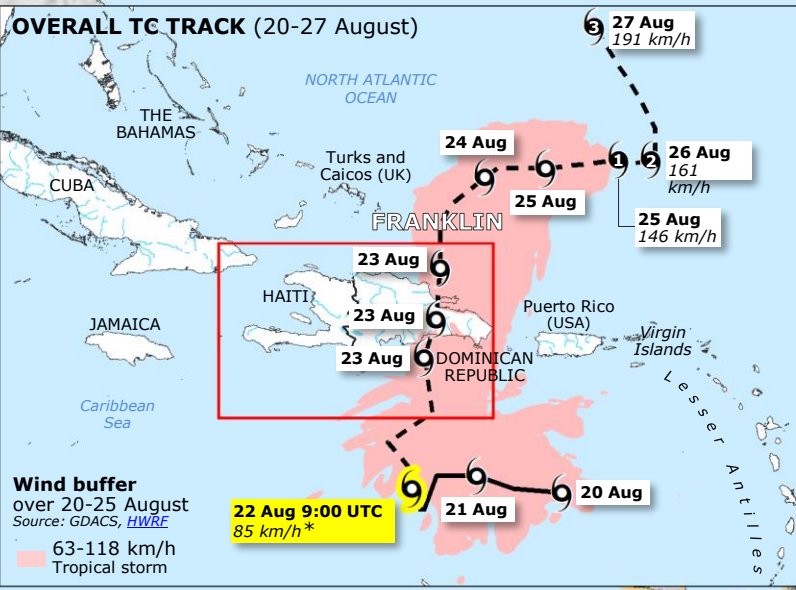 OVERALL TC TRACK (20-27 August)
3
27 Aug
191 km/h
NORTH ATLANTIC
OCEAN
THE
BAHAMAS
24 Aug
Turks and
Caicos (UK)
1
2
26 Aug
161
km/h
CUBA
25 Aug
25 Aug
146 km/h
FRANKLIN
23 Aug
HAITI
23 Aug
Puerto Rico
(USA)
JAMAICA
Virgin
Islands
23 Aug
DOMINICAN
REPUBLIC
Lesser Antilles
Caribbean
Sea
Wind buffer
over 20-25 August
Source: GDACS, HWRF
63-118 km/h
Tropical storm
22 Aug 9:00 UTC
85 km/h*
21 Aug
20 Aug